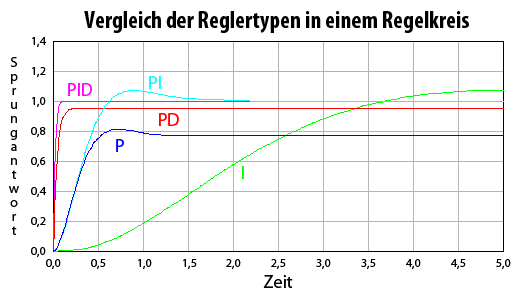 Vergleich der Reglertypen in einem Regelkreis
Sprungantwort
1,4
1,2
1,0
0,8
0,6
0,4
0,2
0,0
PID
PI
PD
P
I
0,0 0,5 1,0 1,5 2,0 2,5 3,0 3,5 4,0 4,5 5,0
Zeit